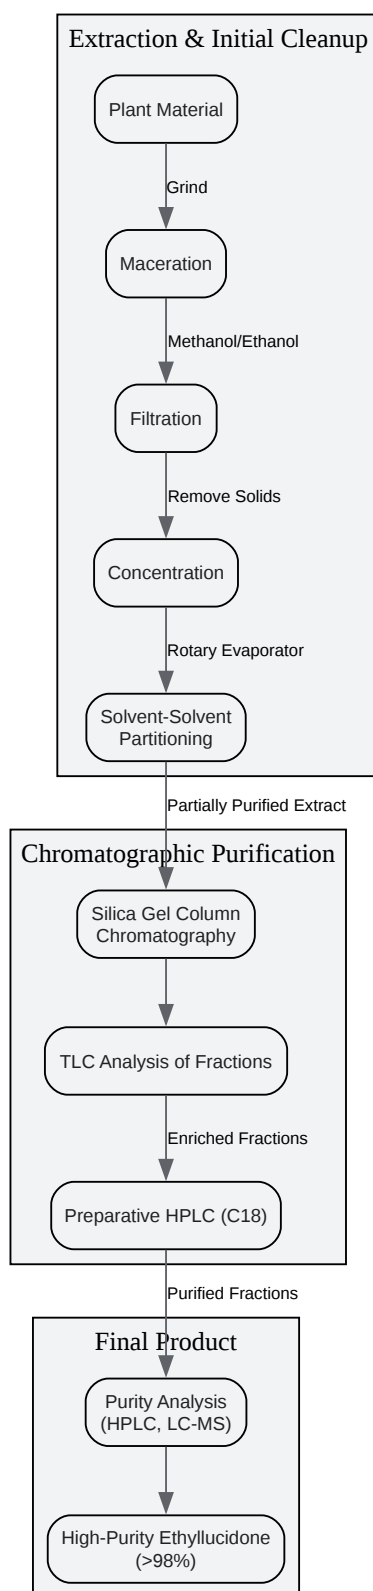 Extraction & Initial Cleanup
Plant Material
Grind
Maceration
Methanol/Ethanol
Filtration
Remove Solids
Concentration
Rotary Evaporator
Solvent-Solvent
Partitioning
Partially Purified Extract
Chromatographic Purification
Silica Gel Column
Chromatography
TLC Analysis of Fractions
Enriched Fractions
Preparative HPLC (C18)
Purified Fractions
Final Product
Purity Analysis
(HPLC, LC-MS)
High-Purity Ethyllucidone
(>98%)